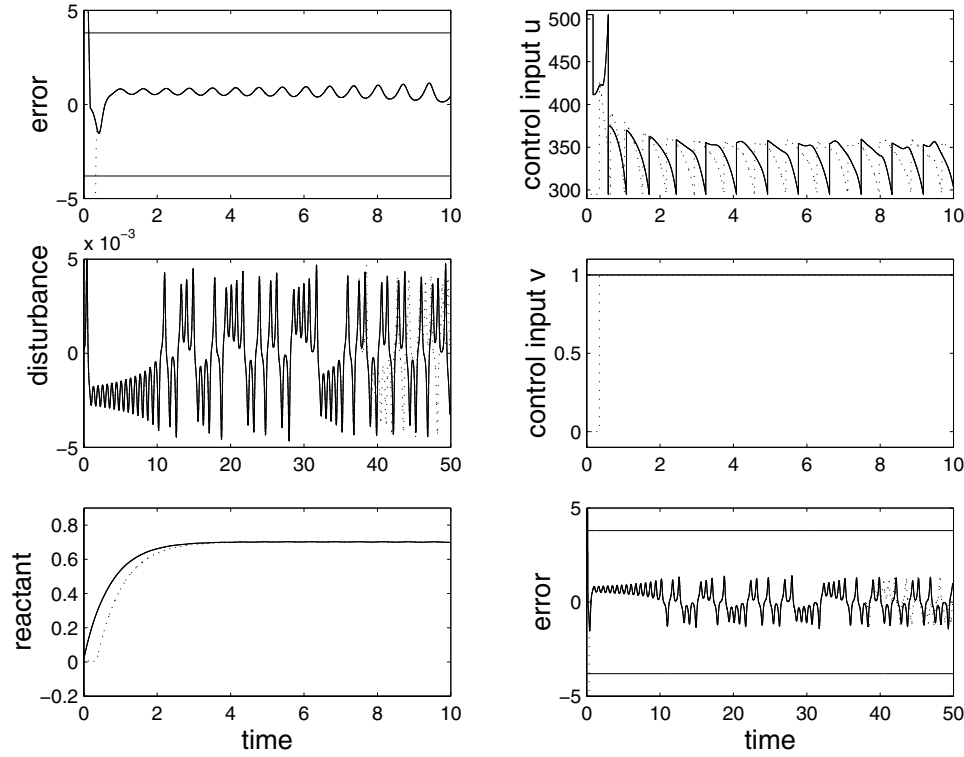 error
5
0
−5
0 2 4 6 8 10
control input u
500
450
400
350
300
0 2 4 6 8 10
x 10−3
disturbance
5
0
−5
0 10 20 30 40 50
control input v
1
0.5
0
0 2 4 6 8 10
reactant
0.8
0.6
0.4
0.2
0
−0.2
0 2 4 6 8 10
time
error
5
0
−5
0 10 20 30 40 50
time